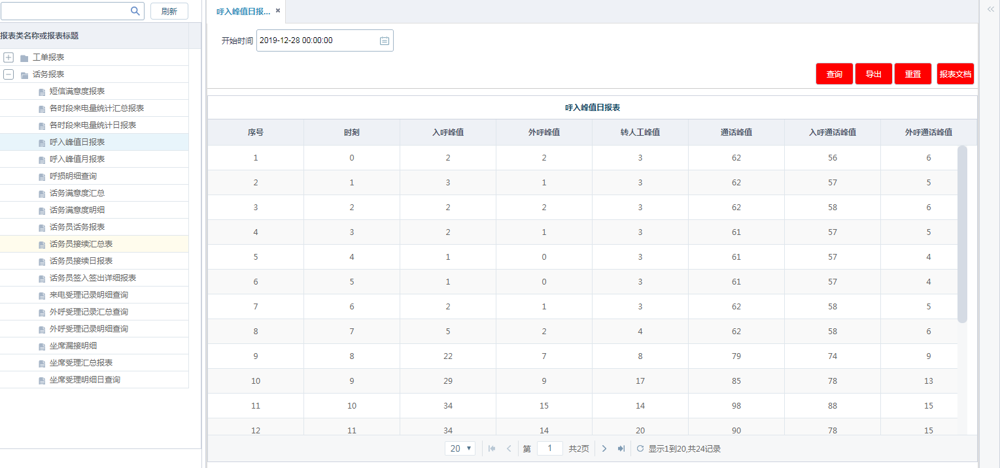 刷新
报表类名称或报表标题
工单报表
话务报表
短信满意度报表
各时段来电量统计汇总报表
各时段来电量统计日报表
呼入峰值日报表
呼入峰值月报表
呼损明细查询
话务满意度汇总
话务满意度明细
话务员话务报表
话务员接续汇总表
话务员接续日报表
话务员签入签出详细报表
来电受理记录明细查询
外呼受理记录汇总查询
外呼受理记录明细查询
坐席漏接明细
坐席受理汇总报表
坐席受理明细日查询
呼入峰值日报... ×
开始时间 2019-12-28 00:00:00
查询 导出 重置 报表文档
呼入峰值日报表
序号 时刻 入呼峰值 外呼峰值 转人工峰值 通话峰值 入呼通话峰值 外呼通话峰值
1 0 2 2 3 62 56 6
2 1 3 1 3 62 57 5
3 2 2 2 3 62 58 6
4 3 2 1 3 61 57 5
5 4 1 0 3 61 57 4
6 5 1 0 3 61 57 4
7 6 2 1 3 62 58 5
8 7 5 2 4 62 58 6
9 8 22 7 8 79 74 9
10 9 29 9 17 85 78 13
11 10 34 15 14 98 88 15
12 11 34 14 20 90 78 15
20 第 1 共2页 显示1到20,共24记录